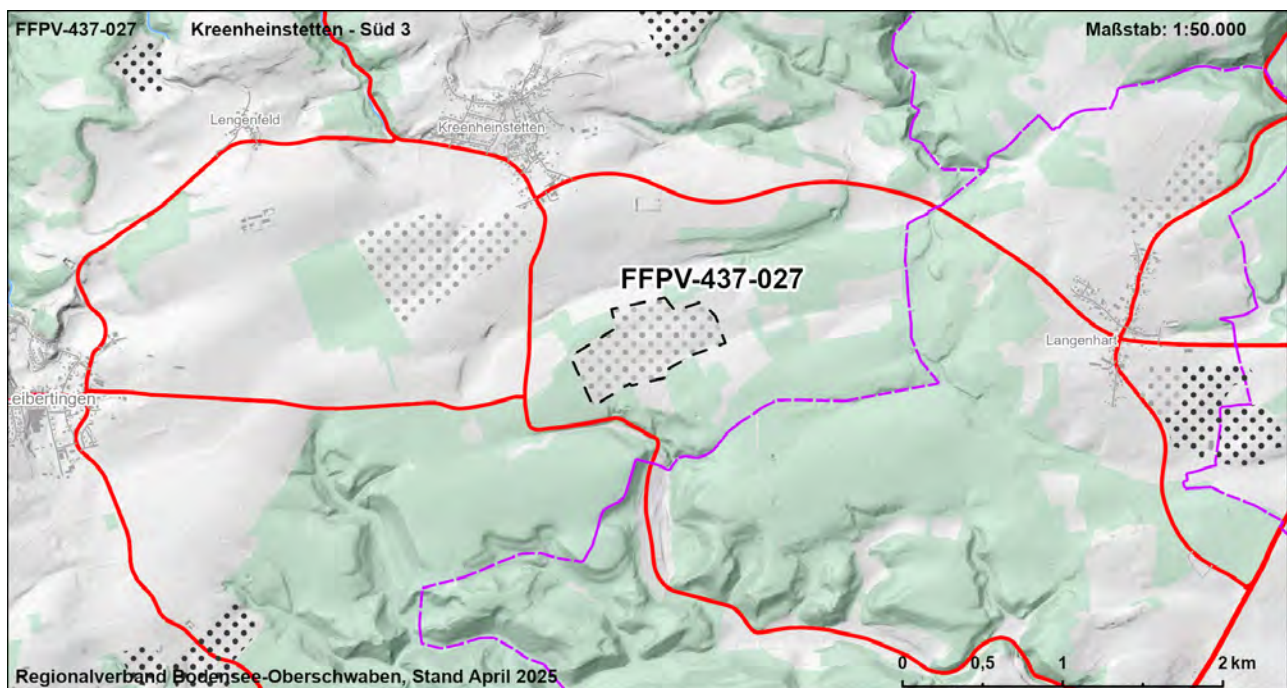 FFPV-437-027 Kreenheinstetten - Süd 3 Maßstab: 1:50.000
Lengenfeld
Kreenheinstetten
FFPV-437-027
Langenhart
eibertingen
0 0,5 1 2 km
Regionalverband Bodensee-Oberschwaben, Stand April 2025